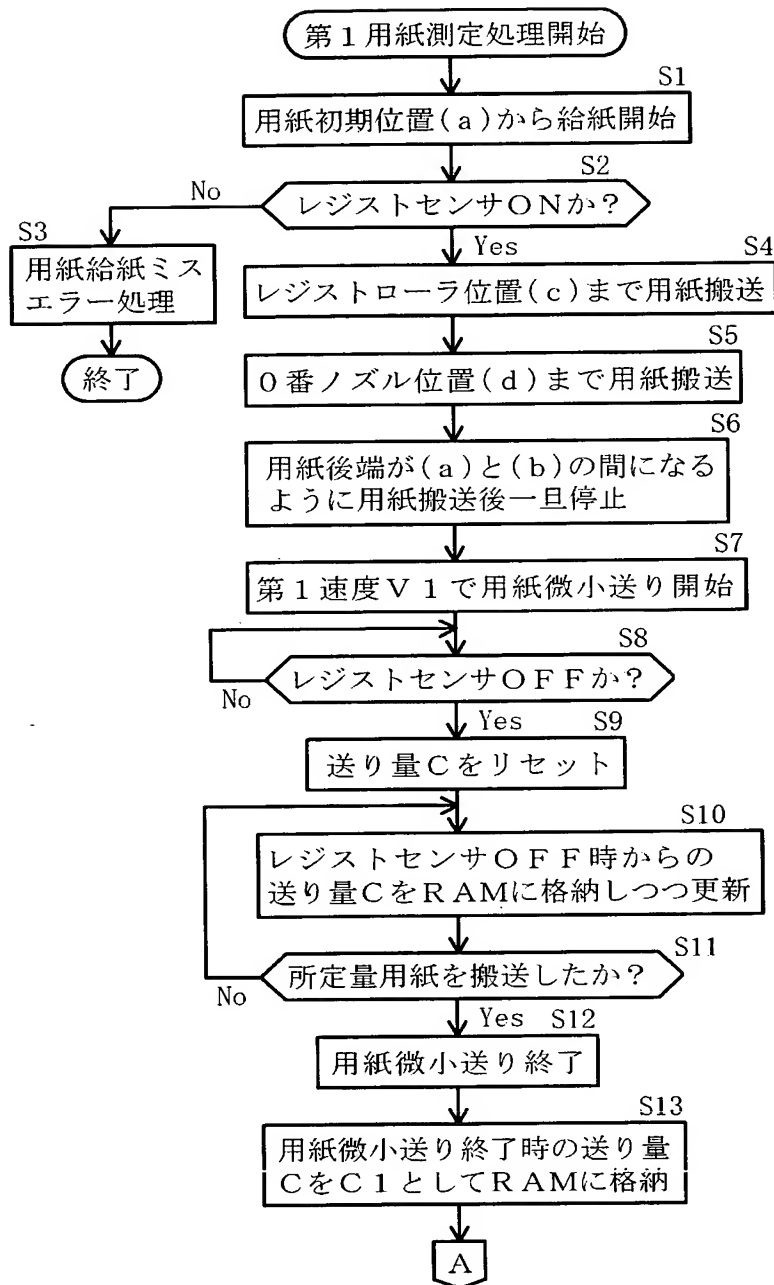 第１用紙測定処理開始
S1
用紙初期位置(a)から給紙開始
S2
No
レジストセンサＯＮか？
S3
Yes
S4
用紙給紙ミス
エラー処理
レジストローラ位置(c)まで用紙搬送
S5
終了
０番ノズル位置(d)まで用紙搬送
S6
用紙後端が(a)と(b)の間になる
ように用紙搬送後一旦停止
S7
第１速度Ｖ１で用紙微小送り開始
S8
レジストセンサＯＦＦか？
No
Yes
S9
送り量Ｃをリセット
S10
レジストセンサＯＦＦ時からの
送り量ＣをＲＡＭに格納しつつ更新
S11
所定量用紙を搬送したか？
No
Yes
S12
用紙微小送り終了
S13
用紙微小送り終了時の送り量
ＣをＣ１としてＲＡＭに格納
Ａ